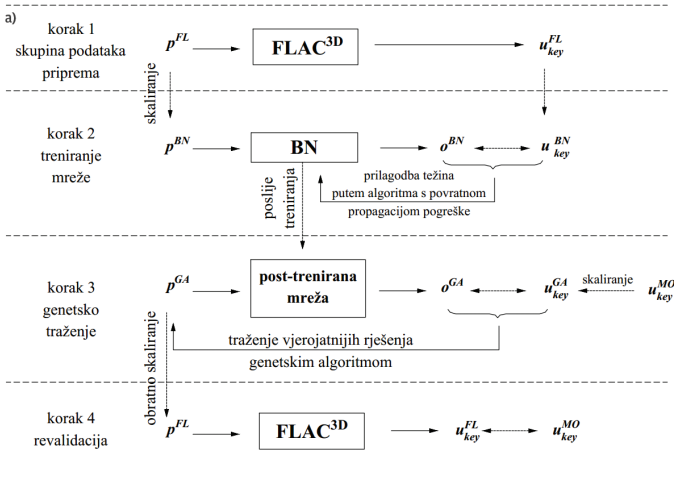 a)
korak 1
skupina podataka
priprema
p^FL
FLAC^3D
u_key^FL
skaliranje
korak 2
treniranje
mreže
p^BN
BN
o^BN
u_key^BN
prilagodba težina
putem algoritma s povratnom
propagacijom pogreške
poslije
treniranja
korak 3
genetsko
traženje
p^GA
post-trenirana
mreža
o^GA
u_key^GA
skaliranje
u_key^MO
traženje vjerojatnijih rješenja
genetskim algoritmom
obratno skaliranje
korak 4
revalidacija
p^FL
FLAC^3D
u_key^FL
u_key^MO